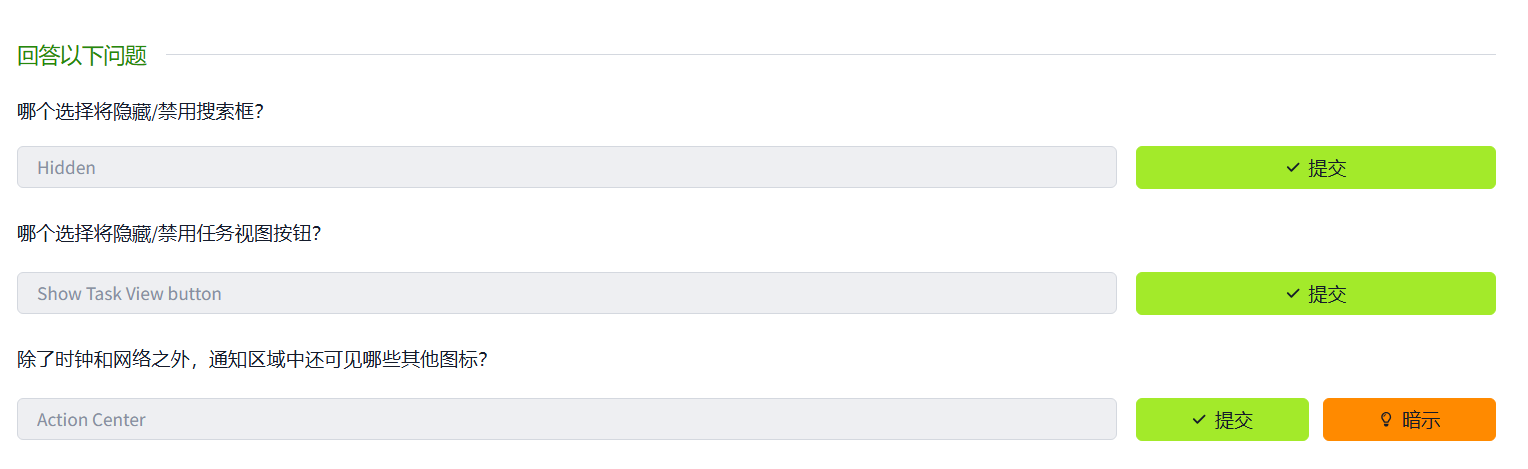 回答以下问题
哪个选择将隐藏/禁用搜索框?
Hidden
提交
哪个选择将隐藏/禁用任务视图按钮?
Show Task View button
提交
除了时钟和网络之外，通知区域中还可见哪些其他图标?
Action Center
提交
暗示